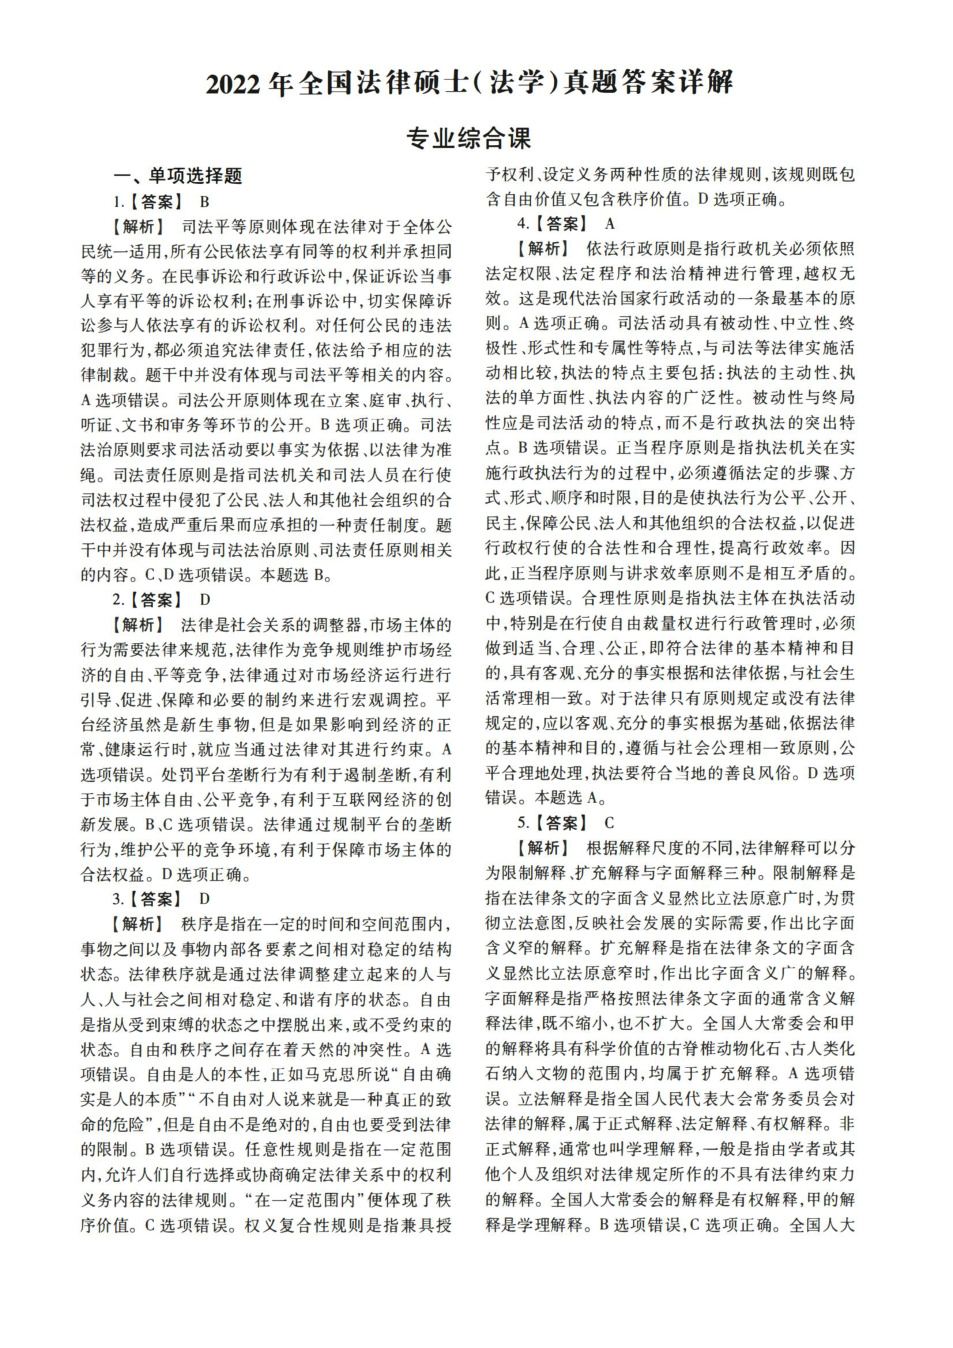 2022年全国法律硕士(法学)真题答案详解
专业综合课
一、单项选择题
1.【答案】 B
【解析】 司法平等原则体现在法律对于全体公
民统一适用,所有公民依法享有同等的权利并承担同
等的义务。在民事诉讼和行政诉讼中,保证诉讼当事
人享有平等的诉讼权利;在刑事诉讼中,切实保障诉
讼参与人依法享有的诉讼权利。对任何公民的违法
犯罪行为,都必须追究法律责任,依法给予相应的法
律制裁。题干中并没有体现与司法平等相关的内容。
A 选项错误。司法公开原则体现在立案、庭审、执行、
听证、文书和审务等环节的公开。B 选项正确。司法
法治原则要求司法活动要以事实为依据、以法律为准
绳。司法责任原则是指司法机关和司法人员在行使
司法权过程中侵犯了公民、法人和其他社会组织的合
法权益,造成严重后果而应承担的一种责任制度。题
干中并没有体现与司法法治原则、司法责任原则相关
的内容。C、D 选项错误。本题选 B。
2.【答案】 D
【解析】 法律是社会关系的调整器,市场主体的
行为需要法律来规范,法律作为竞争规则维护市场经
济的自由、平等竞争,法律通过对市场经济运行进行
引导、促进、保障和必要的制约来进行宏观调控。平
台经济虽然是新生事物,但是如果影响到经济的正
常、健康运行时,就应当通过法律对其进行约束。A
选项错误。处罚平台垄断行为有利于遏制垄断,有利
于市场主体自由、公平竞争,有利于互联网经济的创
新发展。B、C 选项错误。法律通过规制平台的垄断
行为,维护公平的竞争环境,有利于保障市场主体的
合法权益。D 选项正确。
3.【答案】 D
【解析】 秩序是指在一定的时间和空间范围内,
事物之间以及事物内部各要素之间相对稳定的结构
状态。法律秩序就是通过法律调整建立起来的人与
人、人与社会之间相对稳定、和谐有序的状态。自由
是指从受到束缚的状态之中摆脱出来,或不受约束的
状态。自由和秩序之间存在着天然的冲突性。A 选
项错误。自由是人的本性,正如马克思所说“自由确
实是人的本质”“不自由对人说来就是一种真正的致
命的危险”,但是自由不是绝对的,自由也要受到法律
的限制。B 选项错误。任意性规则是指在一定范围
内,允许人们自行选择或协商确定法律关系中的权利
义务内容的法律规则。“在一定范围内”便体现了秩
序价值。C 选项错误。权义复合性规则是指兼具授
予权利、设定义务两种性质的法律规则,该规则既包
含自由价值又包含秩序价值。D 选项正确。
4.【答案】 A
【解析】 依法行政原则是指行政机关必须依照
法定权限、法定程序和法治精神进行管理,越权无
效。这是现代法治国家行政活动的一条最基本的原
则。A 选项正确。司法活动具有被动性、中立性、终
极性、形式性和专属性等特点,与司法等法律实施活
动相比较,执法的特点主要包括:执法的主动性、执
法的单方面性、执法内容的广泛性。被动性与终局
性应是司法活动的特点,而不是行政执法的突出特
点。B 选项错误。正当程序原则是指执法机关在实
施行政执法行为的过程中,必须遵循法定的步骤、方
式、形式、顺序和时限,目的是使执法行为公平、公开、
民主,保障公民、法人和其他组织的合法权益,以促进
行政权行使的合法性和合理性,提高行政效率。因
此,正当程序原则与讲求效率原则不是相互矛盾的。
C 选项错误。合理性原则是指执法主体在执法活动
中,特别是在行使自由裁量权进行行政管理时,必须
做到适当、合理、公正,即符合法律的基本精神和目
的,具有客观、充分的事实根据和法律依据,与社会生
活常理相一致。对于法律只有原则规定或没有法律
规定的,应以客观、充分的事实根据为基础,依据法律
的基本精神和目的,遵循与社会公理相一致原则,公
平合理地处理,执法要符合当地的善良风俗。D 选项
错误。本题选 A。
5.【答案】 C
【解析】 根据解释尺度的不同,法律解释可以分
为限制解释、扩充解释与字面解释三种。限制解释是
指在法律条文的字面含义显然比立法原意广时,为贯
彻立法意图,反映社会发展的实际需要,作出比字面
含义窄的解释。扩充解释是指在法律条文的字面含
义显然比立法原意窄时,作出比字面含义广的解释。
字面解释是指严格按照法律条文字面的通常含义解
释法律,既不缩小,也不扩大。全国人大常委会和甲
的解释将具有科学价值的古脊椎动物化石、古人类化
石纳入文物的范围内,均属于扩充解释。A 选项错
误。立法解释是指全国人民代表大会常务委员会对
法律的解释,属于正式解释、法定解释、有权解释。非
正式解释,通常也叫学理解释,一般是指由学者或其
他个人及组织对法律规定所作的不具有法律约束力
的解释。全国人大常委会的解释是有权解释,甲的解
释是学理解释。B 选项错误,C 选项正确。全国人大